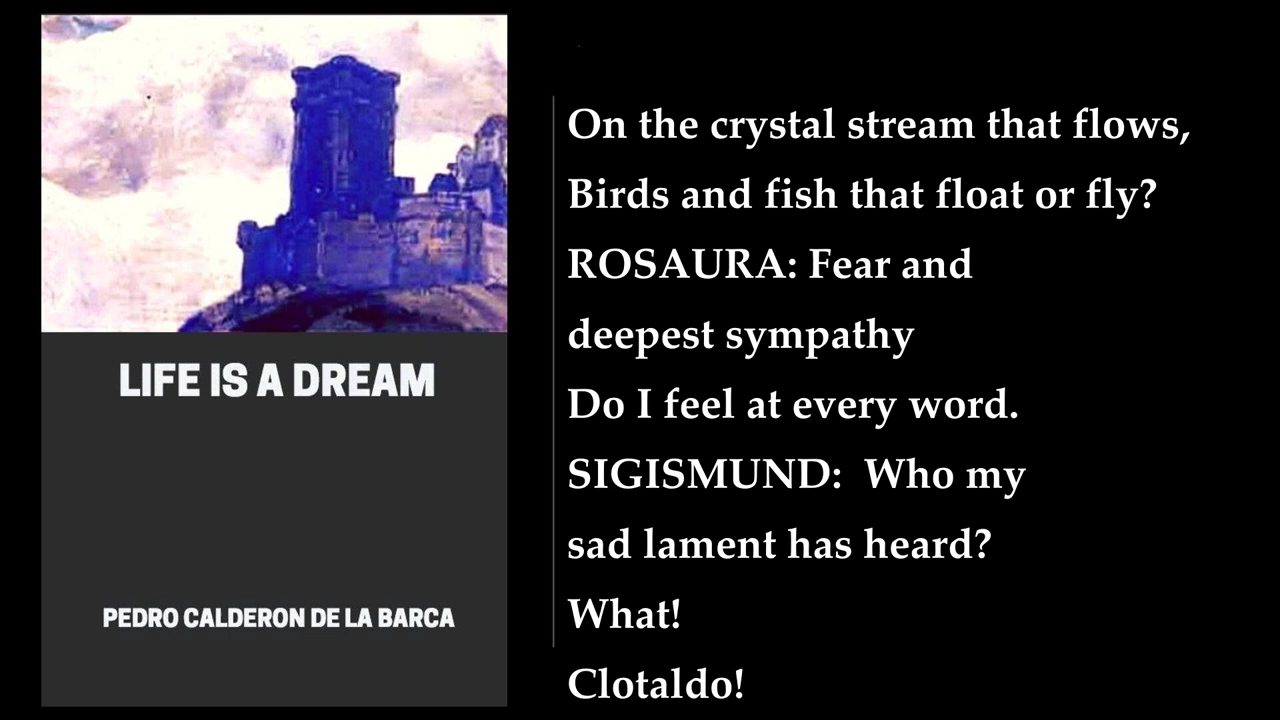 LIFE IS A DREAM
PEDRO CALDERON DE LA BARCA
On the crystal stream that flows,
Birds and fish that float or fly?
ROSAURA: Fear and
deepest sympathy
Do I feel at every word.
SIGISMUND: Who my
sad lament has heard?
What!
Clotaldo!